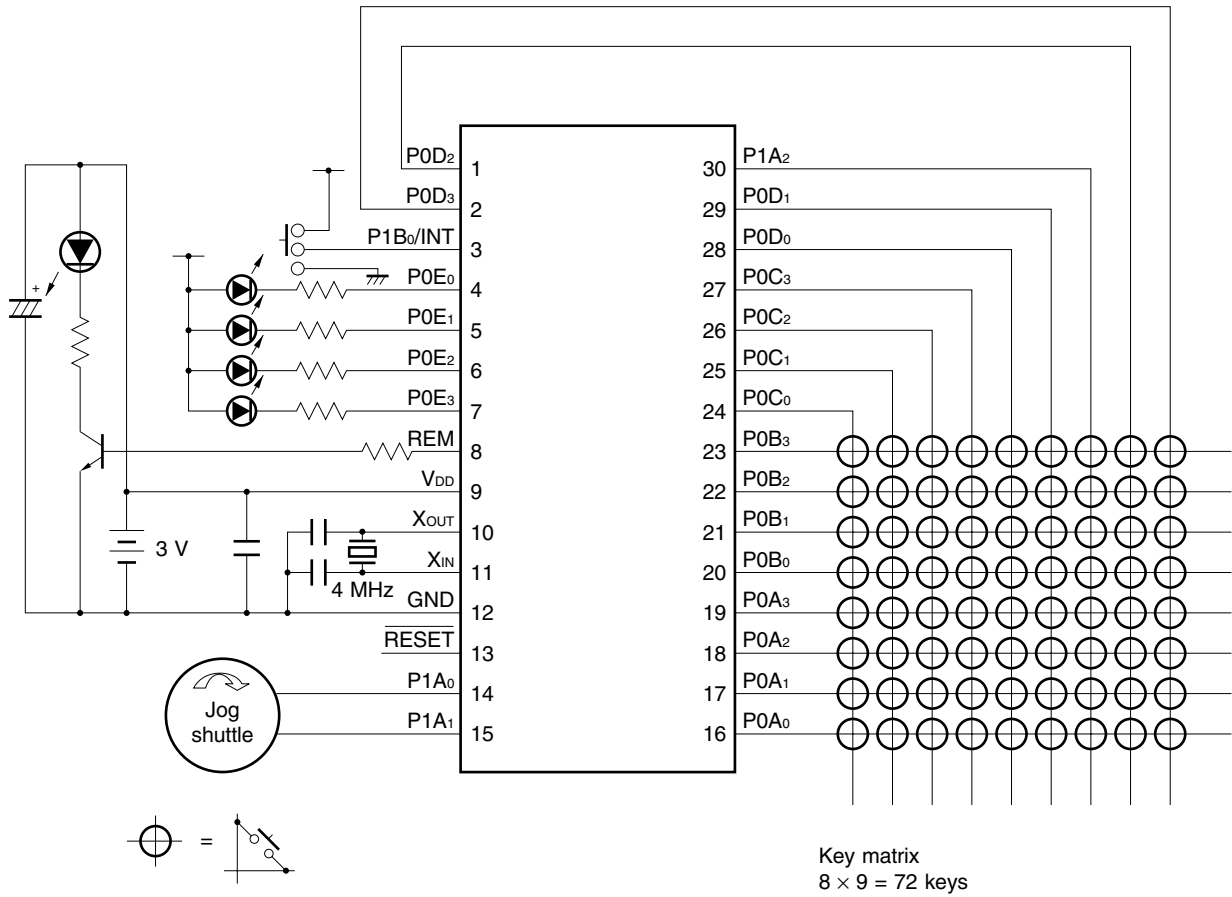 P0D₂ 1
P0D₃ 2
P1B₀/INT 3
P0E₀ 4
P0E₁ 5
P0E₂ 6
P0E₃ 7
REM 8
VDD 9
XOUT 10
XIN 11
GND 12
RESET 13
P1A₀ 14
P1A₁ 15
30 P1A₂
29 P0D₁
28 P0D₀
27 P0C₃
26 P0C₂
25 P0C₁
24 P0C₀
23 P0B₃
22 P0B₂
21 P0B₁
20 P0B₀
19 P0A₃
18 P0A₂
17 P0A₁
16 P0A₀
+
3 V
4 MHz
Jog
shuttle
=
Key matrix
8 × 9 = 72 keys